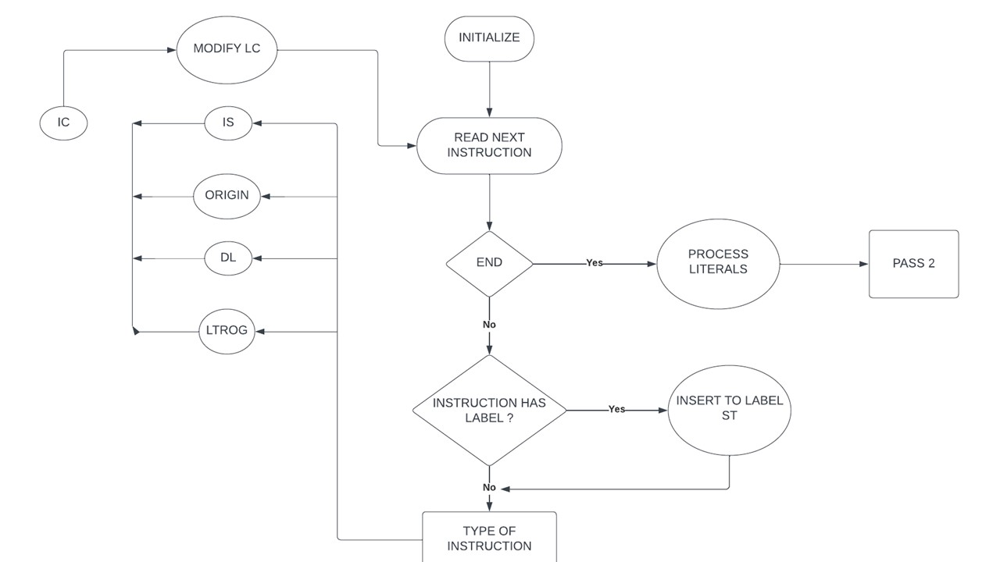 INITIALIZE
MODIFY LC
IC
IS
READ NEXT
INSTRUCTION
ORIGIN
DL
END
Yes
PROCESS
LITERALS
PASS 2
No
LTROG
INSTRUCTION HAS
LABEL ?
Yes
INSERT TO LABEL
ST
No
TYPE OF
INSTRUCTION